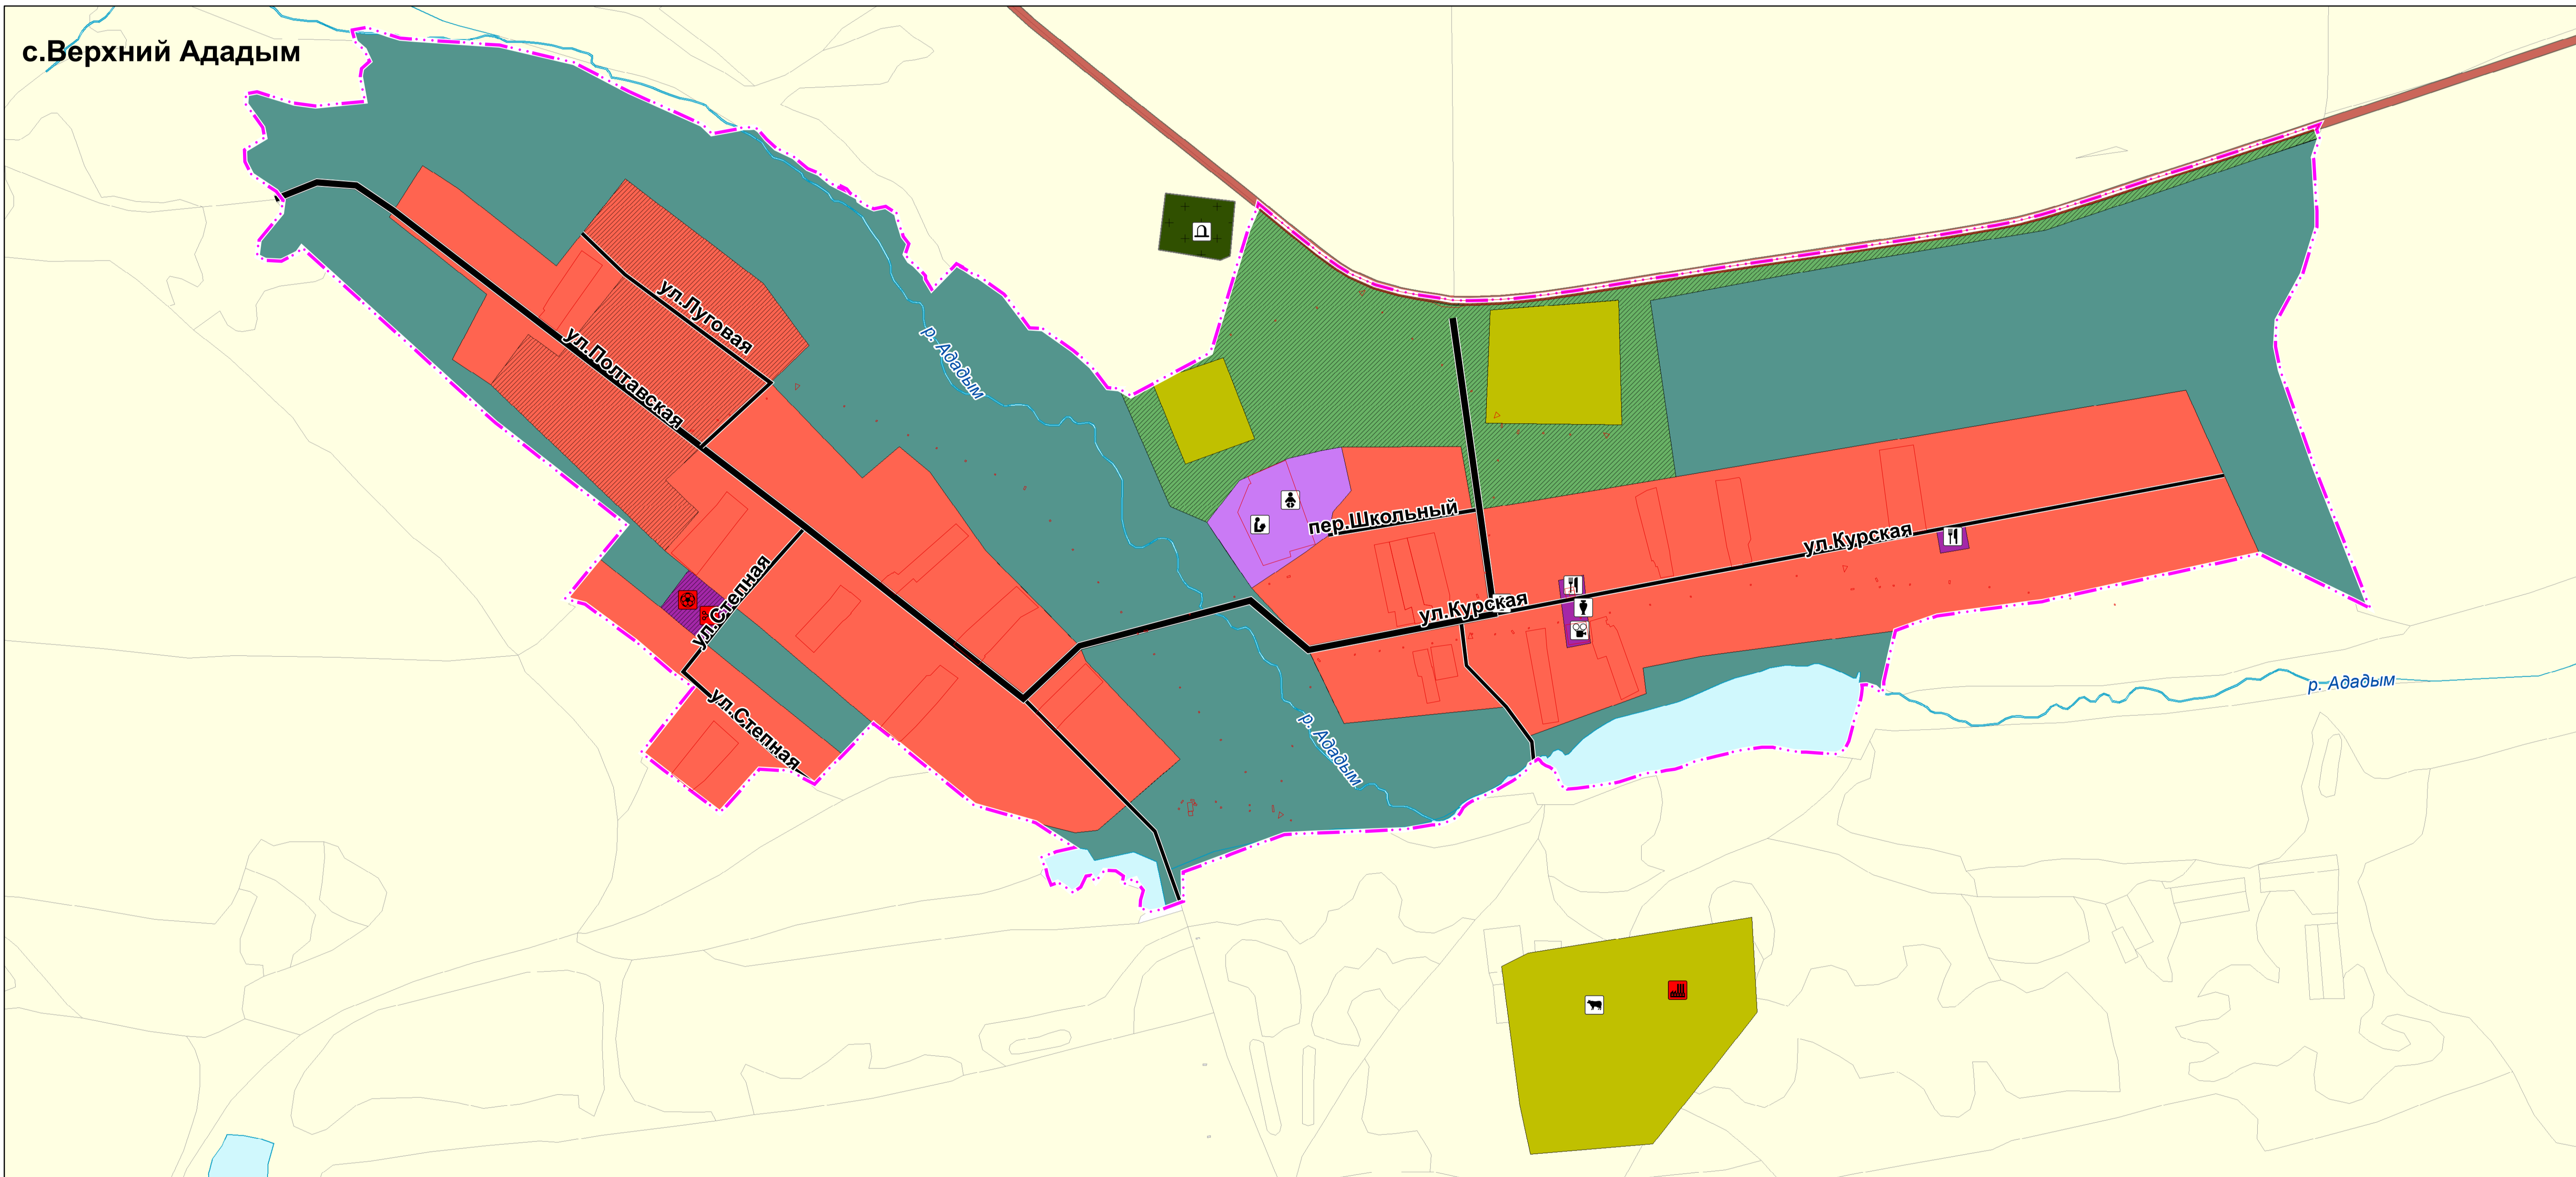 с.Верхний Ададым
ул.Луговая
ул.Полтавская
р. Ададым
пер.Школьный
ул.Курская
ул.Курская
ул.Степная
ул.Степная
р. Ададым
р. Ададым